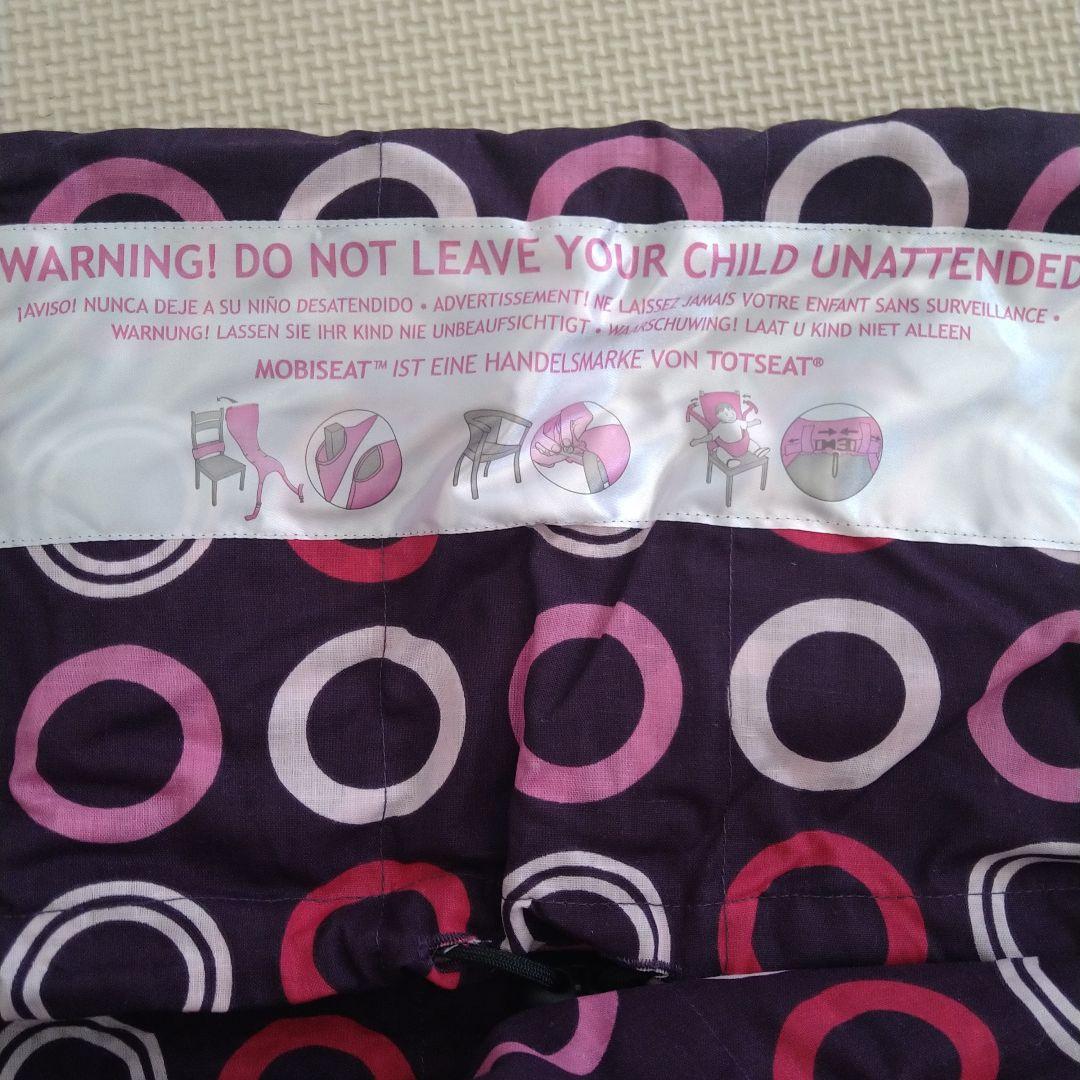 WARNING! DO NOT LEAVE YOUR CHILD UNATTENDED
¡AVISO! NUNCA DEJE A SU NIÑO DESATENDIDO • ADVERTISSEMENT! NE LAISSEZ JAMAIS VOTRE ENFANT SANS SURVEILLANCE •
WARNUNG! LASSEN SIE IHR KIND NIE UNBEAUFSICHTIGT • WAARSCHUWING! LAAT U KIND NIET ALLEEN
MOBISEAT™ IST EINE HANDELSMARKE VON TOTSEAT®